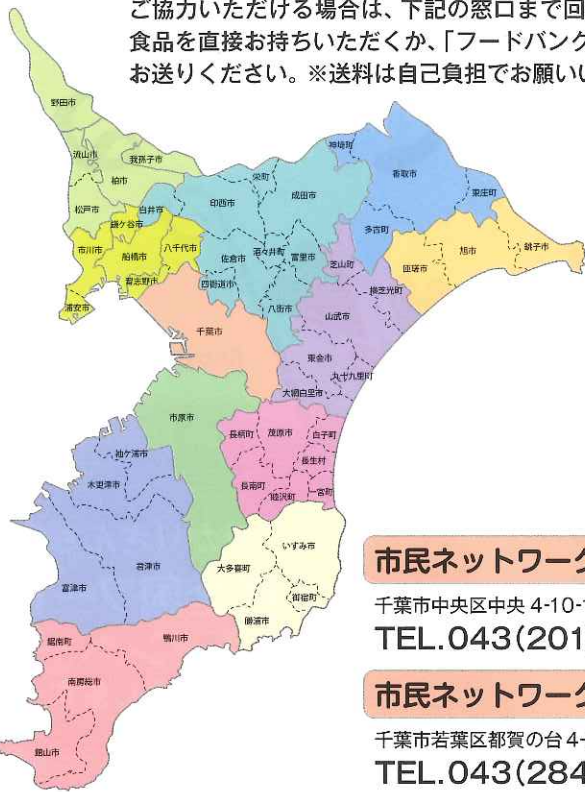 ご協力いただける場合は、下記の窓口まで回
食品を直接お持ちいただくか、「フードバンク
お送りください。※送料は自己負担でお願いい
野田市
流山市
我孫子市
柏市
松戸市
白井市
鎌ケ谷市
市川市
船橋市
八千代市
習志野市
浦安市
印西市
栄町
成田市
佐倉市
酒々井町
富里市
四街道市
八街市
神崎町
香取市
東庄町
多古町
匝瑳市
旭市
銚子市
芝山町
横芝光町
山武市
東金市
九十九里町
大網白里市
千葉市
市原市
長柄町
茂原市
白子町
長生村
長南町
睦沢町
一宮町
袖ケ浦市
木更津市
君津市
富津市
大多喜町
いすみ市
御宿町
勝浦市
鋸南町
鴨川市
南房総市
館山市
市民ネットワーク
千葉市中央区中央 4-10-
TEL.043(201
市民ネットワーク
千葉市若葉区都賀の台 4-
TEL.043(284